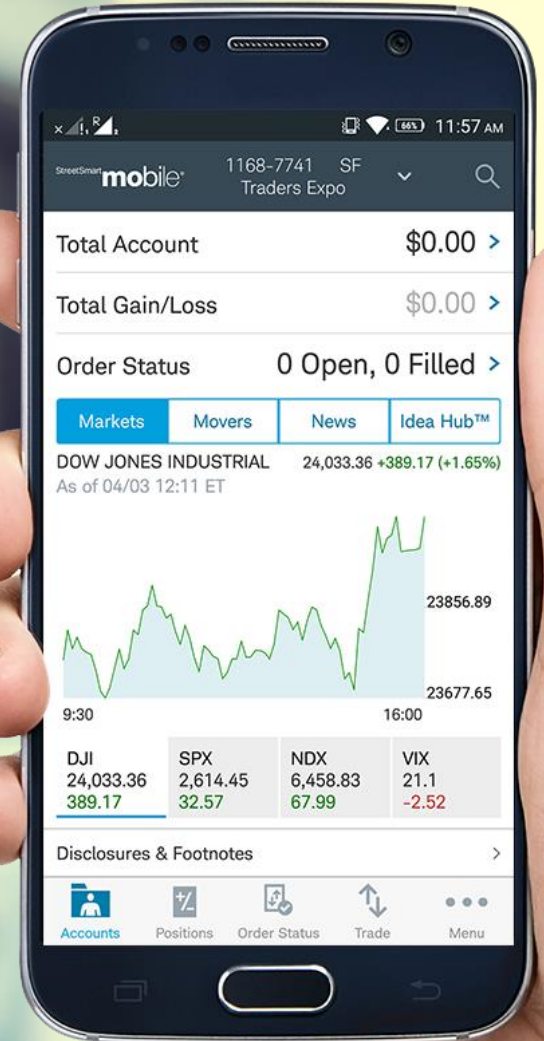 R
66% 11:57 AM
StreetSmart mobile® 1168-7741 SF
Traders Expo
Total Account $0.00 >
Total Gain/Loss $0.00 >
Order Status 0 Open, 0 Filled >
Markets Movers News Idea Hub™
DOW JONES INDUSTRIAL 24,033.36 +389.17 (+1.65%)
As of 04/03 12:11 ET
23856.89
23677.65
9:30 16:00
DJI SPX NDX VIX
24,033.36 2,614.45 6,458.83 21.1
389.17 32.57 67.99 -2.52
Disclosures & Footnotes >
Accounts Positions Order Status Trade Menu